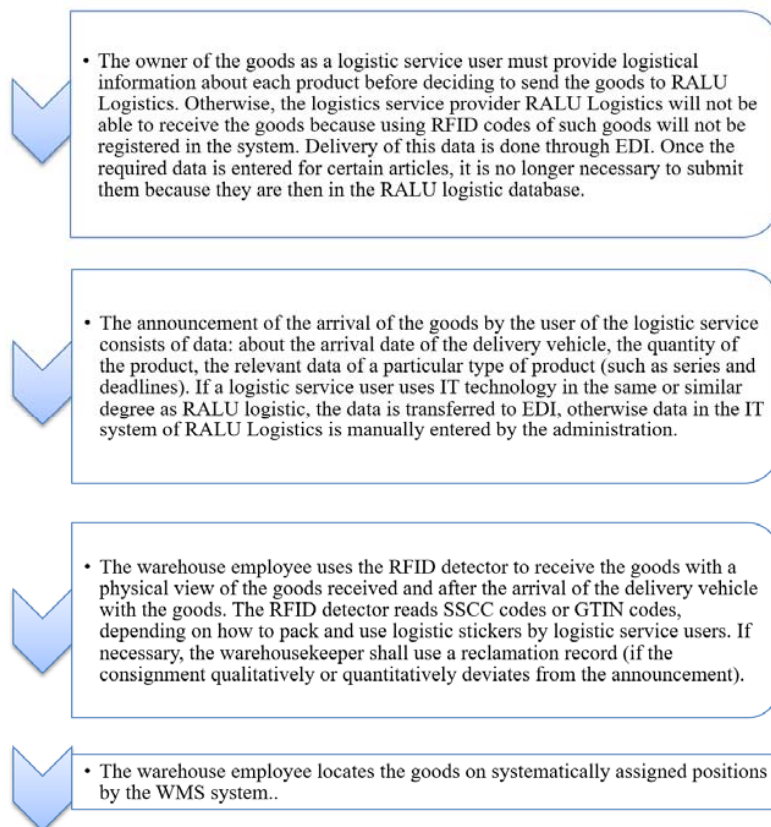 • The owner of the goods as a logistic service user must provide logistical
information about each product before deciding to send the goods to RALU
Logistics. Otherwise, the logistics service provider RALU Logistics will not be
able to receive the goods because using RFID codes of such goods will not be
registered in the system. Delivery of this data is done through EDI. Once the
required data is entered for certain articles, it is no longer necessary to submit
them because they are then in the RALU logistic database.
• The announcement of the arrival of the goods by the user of the logistic service
consists of data: about the arrival date of the delivery vehicle, the quantity of
the product, the relevant data of a particular type of product (such as series and
deadlines). If a logistic service user uses IT technology in the same or similar
degree as RALU logistic, the data is transferred to EDI, otherwise data in the IT
system of RALU Logistics is manually entered by the administration.
• The warehouse employee uses the RFID detector to receive the goods with a
physical view of the goods received and after the arrival of the delivery vehicle
with the goods. The RFID detector reads SSCC codes or GTIN codes,
depending on how to pack and use logistic stickers by logistic service users. If
necessary, the warehousekeeper shall use a reclamation record (if the
consignment qualitatively or quantitatively deviates from the announcement).
• The warehouse employee locates the goods on systematically assigned positions
by the WMS system..